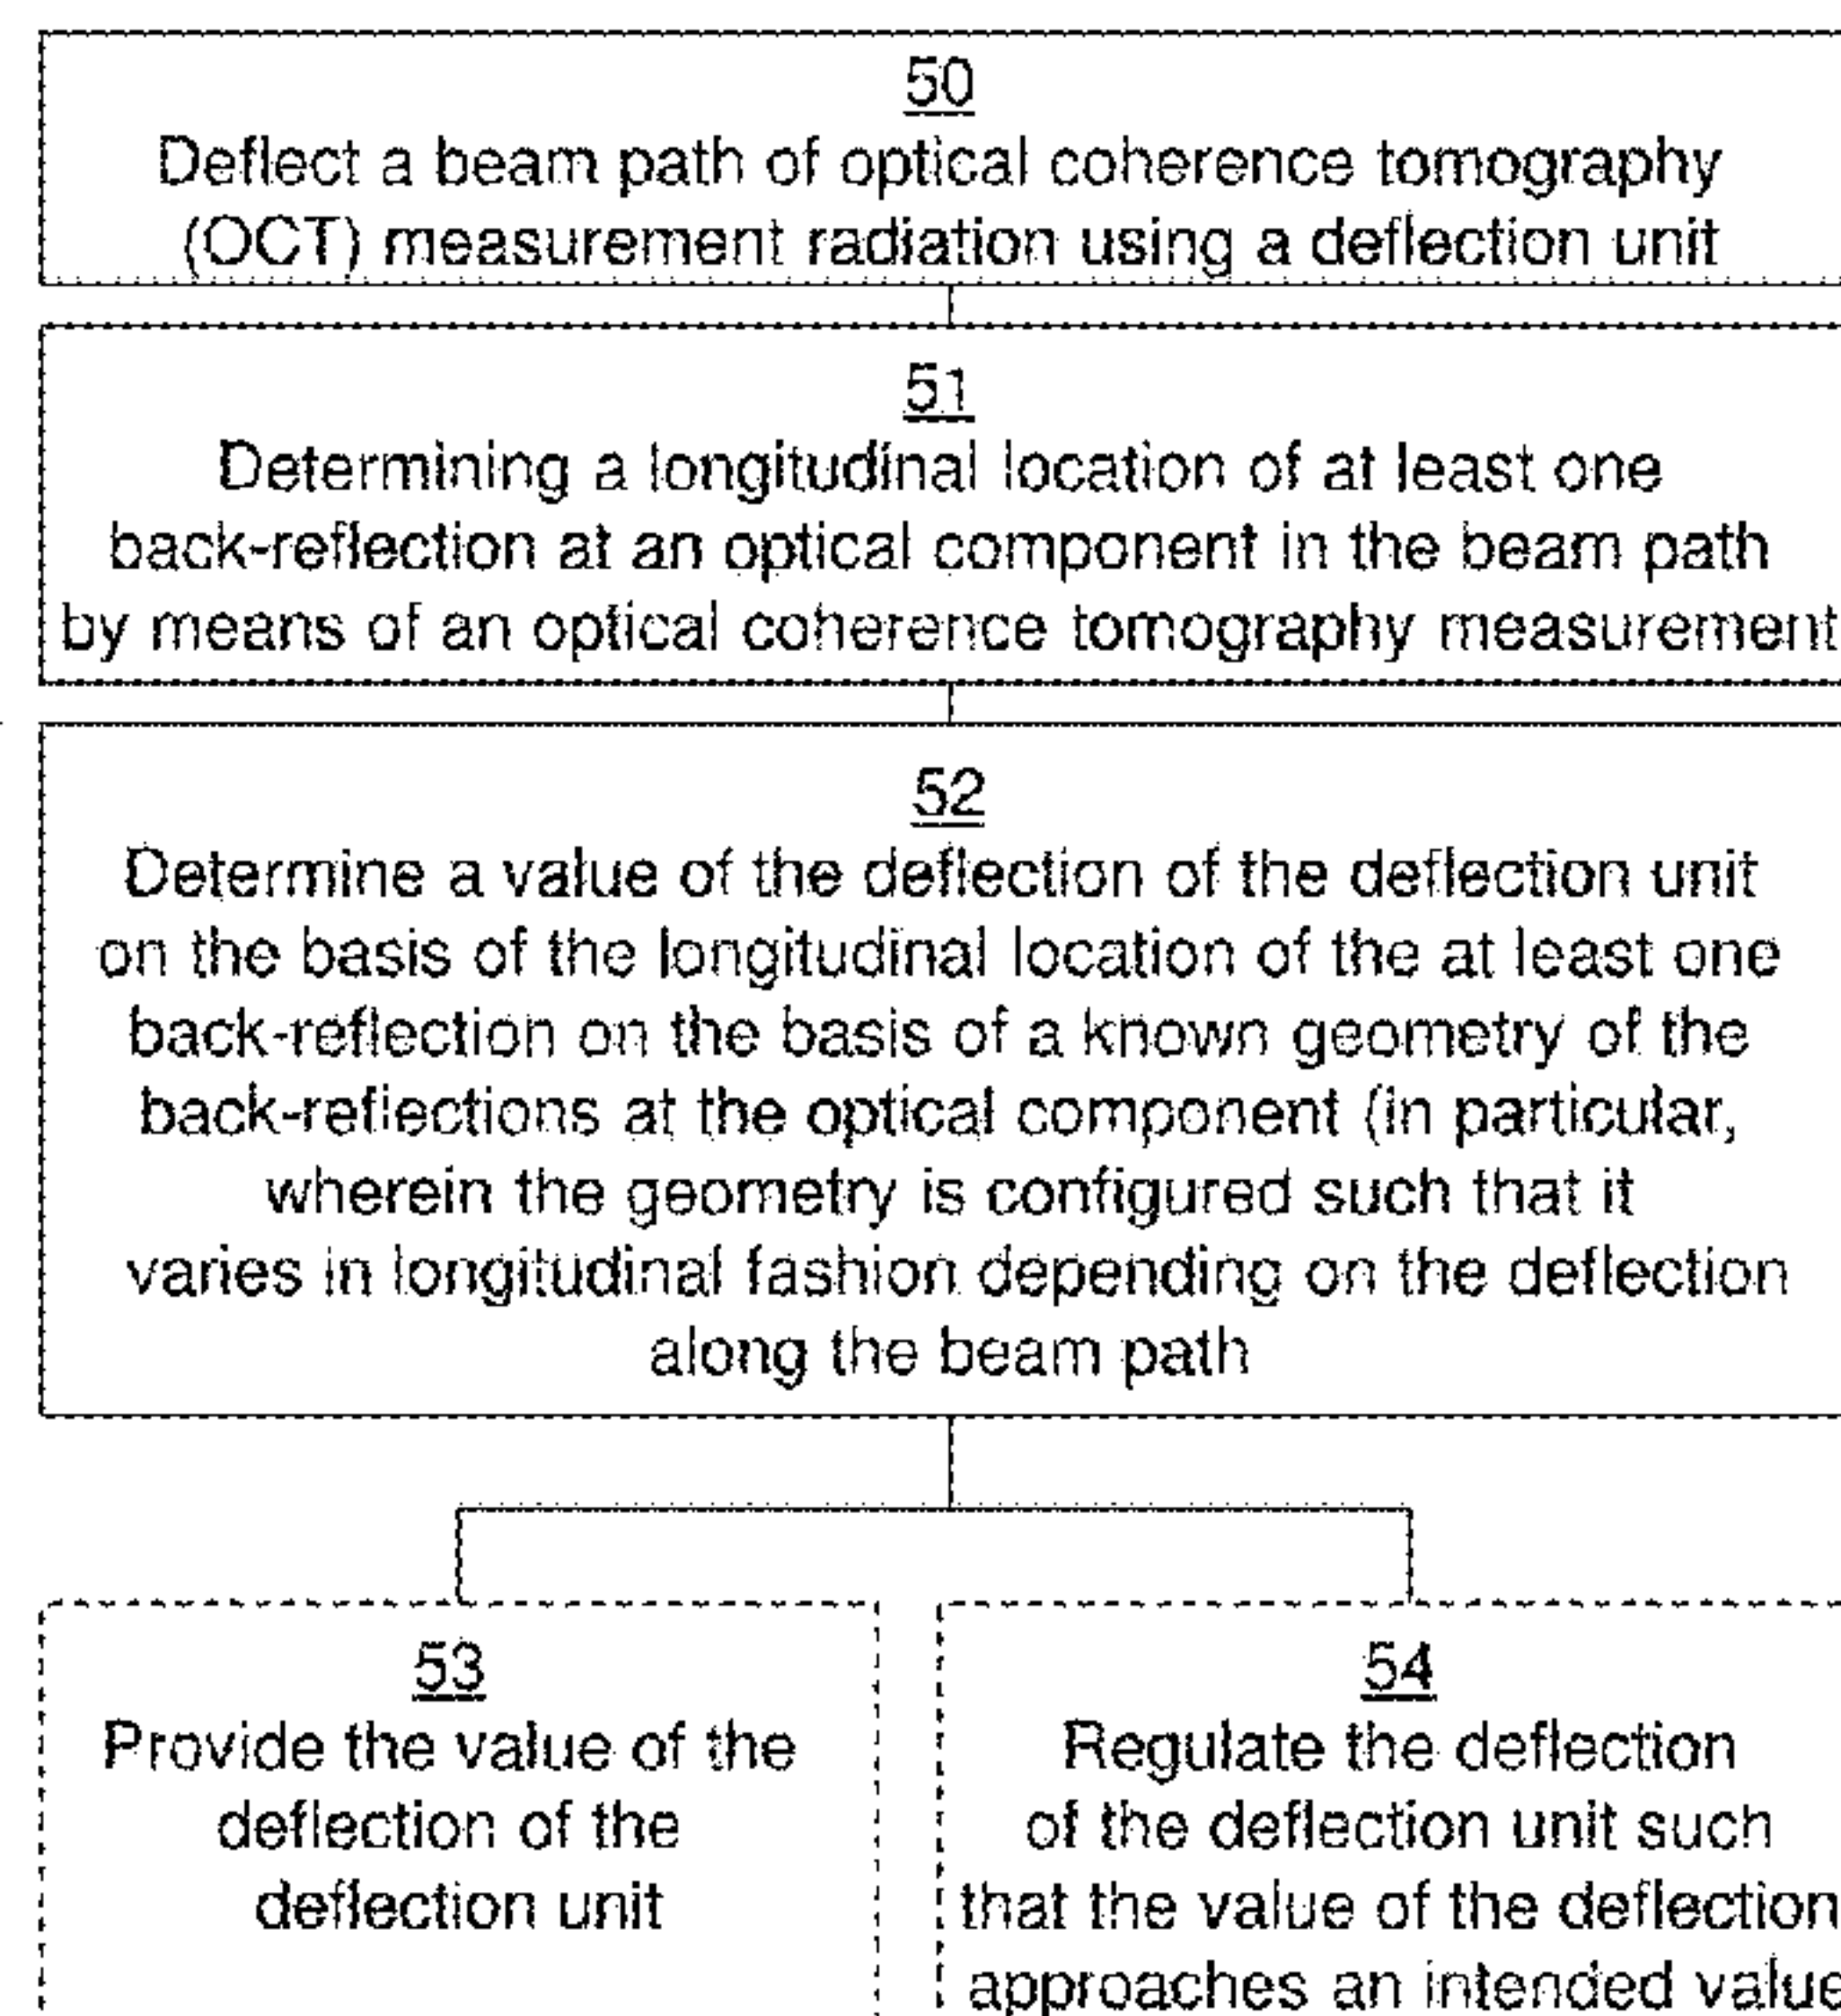 50
Deflect a beam path of optical coherence tomography
(OCT) measurement radiation using a deflection unit
51
Determining a longitudinal location of at least one
back-reflection at an optical component in the beam path
by means of an optical coherence tomography measurement
52
Determine a value of the deflection of the deflection unit
on the basis of the longitudinal location of the at least one
back-reflection on the basis of a known geometry of the
back-reflections at the optical component (in particular,
wherein the geometry is configured such that it
varies in longitudinal fashion depending on the deflection
along the beam path
53
Provide the value of the
deflection of the
deflection unit
54
Regulate the deflection
of the deflection unit such
that the value of the deflection
approaches an intended value